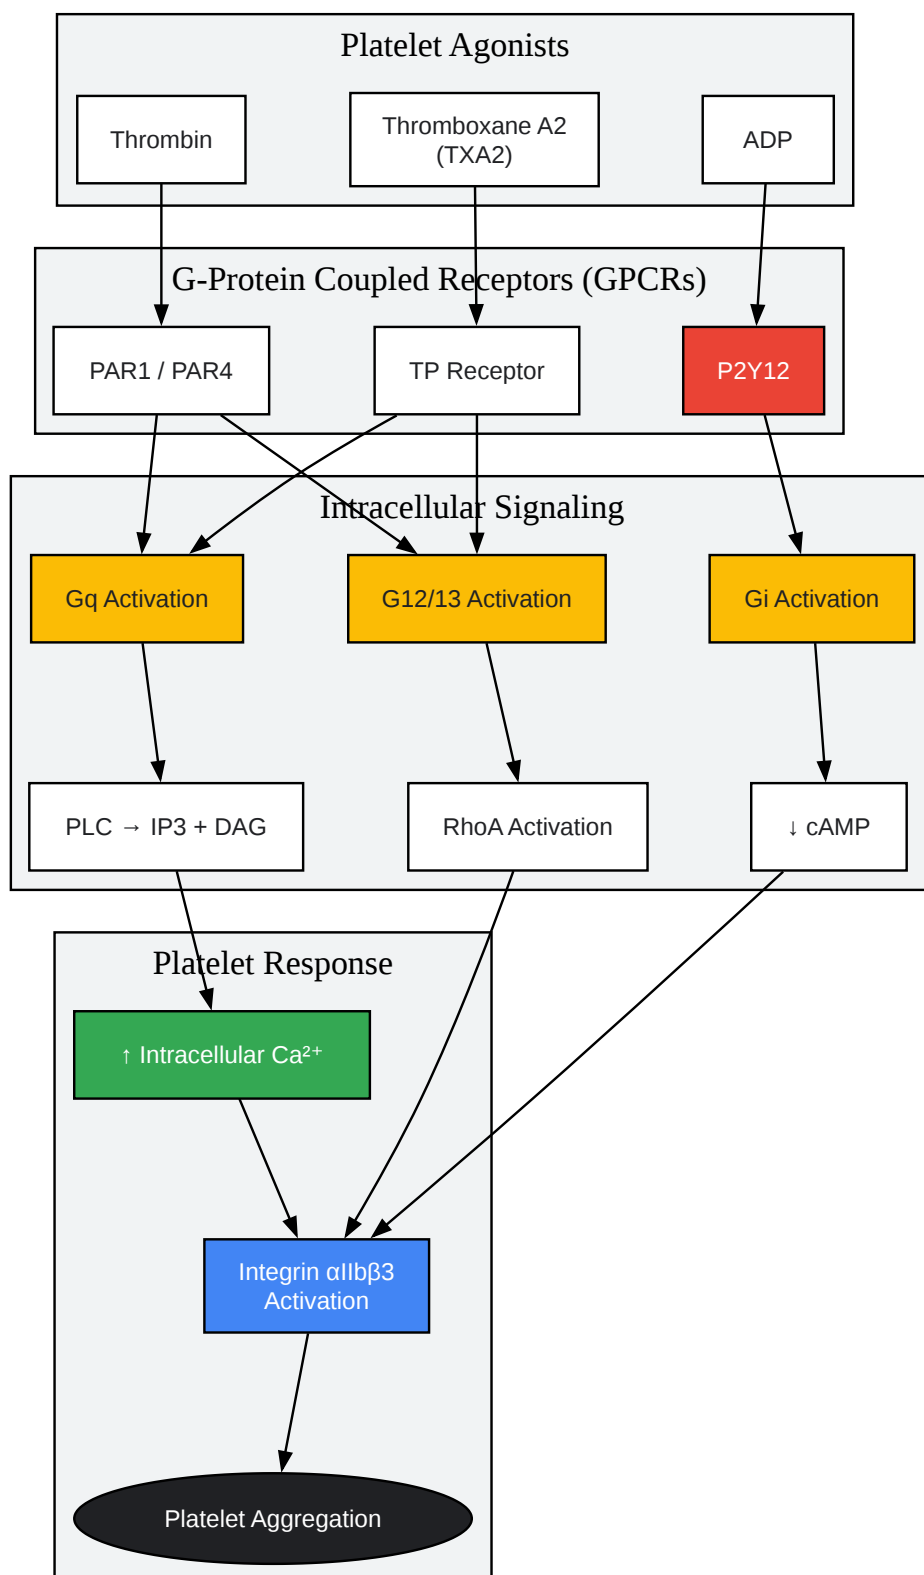 Platelet Agonists
Thrombin
Thromboxane A2
(TXA2)
ADP
G-Protein Coupled Receptors (GPCRs)
PAR1 / PAR4
TP Receptor
P2Y12
Intracellular Signaling
Gq Activation
G12/13 Activation
Gi Activation
PLC → IP3 + DAG
RhoA Activation
↓ cAMP
Platelet Response
↑ Intracellular Ca²⁺
Integrin αIIbβ3
Activation
Platelet Aggregation